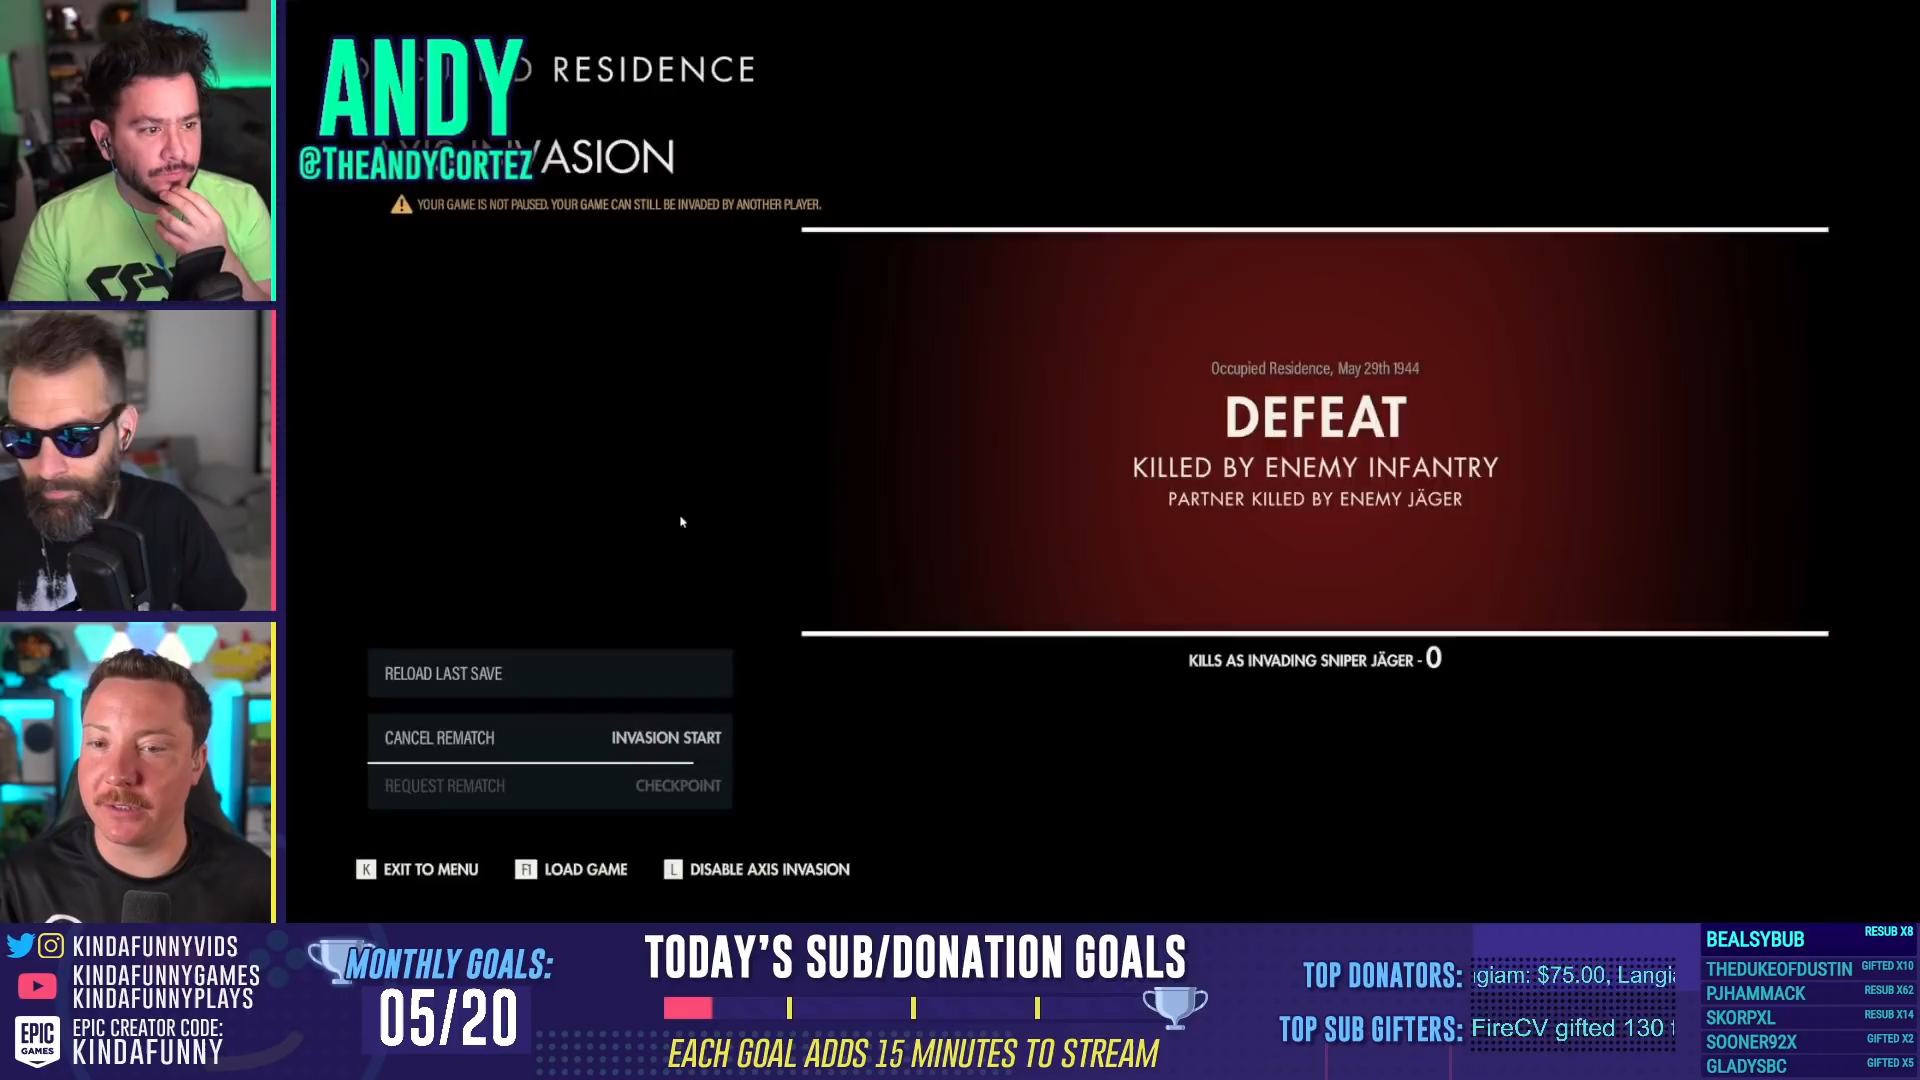 ANDY
RESIDENCE
@THEANDYCORTEZ
INVASION
YOUR GAME IS NOT PAUSED. YOUR GAME CAN STILL BE INVADED BY ANOTHER PLAYER.
Occupied Residence, May 29th 1944
DEFEAT
KILLED BY ENEMY INFANTRY
PARTNER KILLED BY ENEMY JÄGER
KILLS AS INVADING SNIPER JÄGER - 0
RELOAD LAST SAVE
CANCEL REMATCH INVASION START
REQUEST REMATCH CHECKPOINT
K EXIT TO MENU F1 LOAD GAME L DISABLE AXIS INVASION
KINDAFUNNYVIDS
KINDAFUNNYGAMES
KINDAFUNNYPLAYS
EPIC GAMES
EPIC CREATOR CODE:
KINDAFUNNY
MONTHLY GOALS:
05/20
TODAY'S SUB/DONATION GOALS
EACH GOAL ADDS 15 MINUTES TO STREAM
TOP DONATORS: giam: $75.00, Langi
TOP SUB GIFTERS: FireCV gifted 130
BEALSYBUB RESUB X8
THEDUKEOFDUSTIN GIFTED X10
PJHAMMACK RESUB X62
SKORPXL RESUB X14
SOONER92X GIFTED X2
GLADYSBC GIFTED X5